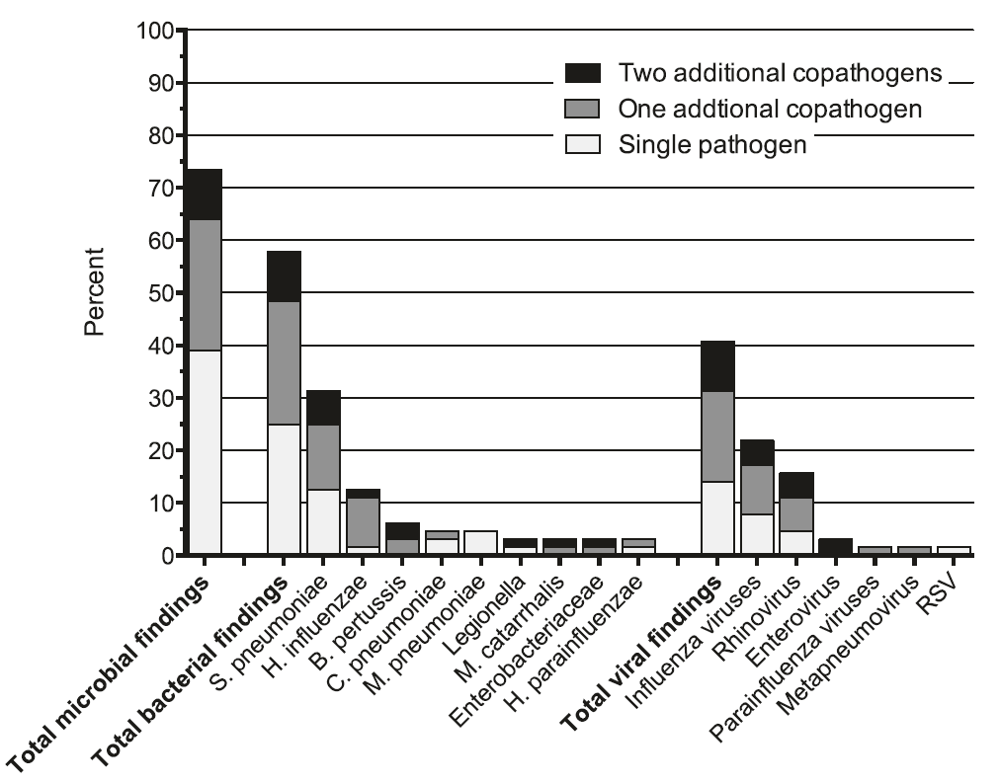 100
90
80
70
60
50
40
30
20
10
0
Percent
Two additional copathogens
One addtional copathogen
Single pathogen
Total microbial findings
Total bacterial findings
S. pneumoniae
H. influenzae
B. pertussis
C. pneumoniae
M. pneumoniae
Legionella
M. catarrhalis
Enterobacteriaceae
H. parainfluenzae
Total viral findings
Influenza viruses
Rhinovirus
Enterovirus
Parainfluenza viruses
Metapneumovirus
RSV